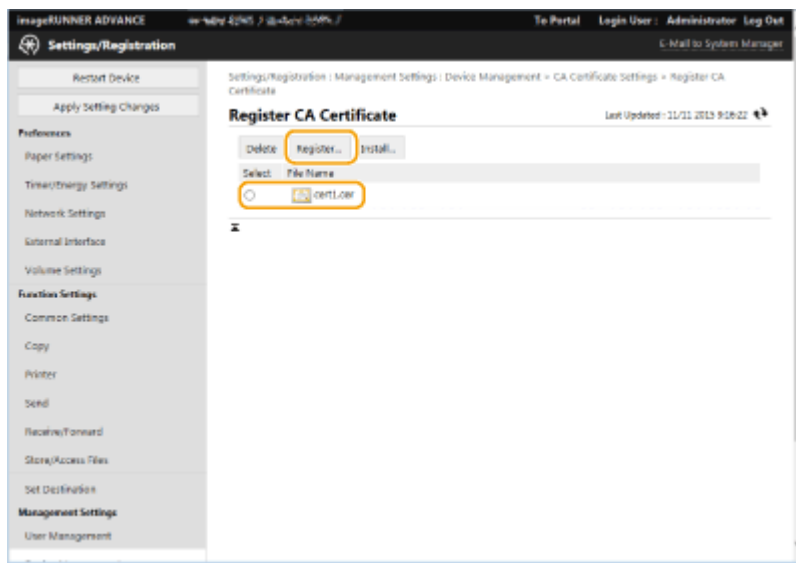 imageRUNNER ADVANCE
To Portal Login User : Administrator Log Out
Settings/Registration
E-Mail to System Manager
Restart Device
Apply Setting Changes
Preferences
Paper Settings
Timer/Energy Settings
Network Settings
External Interface
Volume Settings
Function Settings
Common Settings
Copy
Printer
Send
Receive/Forward
Store/Access Files
Set Destination
Management Settings
User Management
Settings/Registration : Management Settings : Device Management > CA Certificate Settings > Register CA
Certificate
Register CA Certificate
Last Updated : 11/11 2015 9:16:22
Delete Register... Install...
Select File Name
cert1.cer